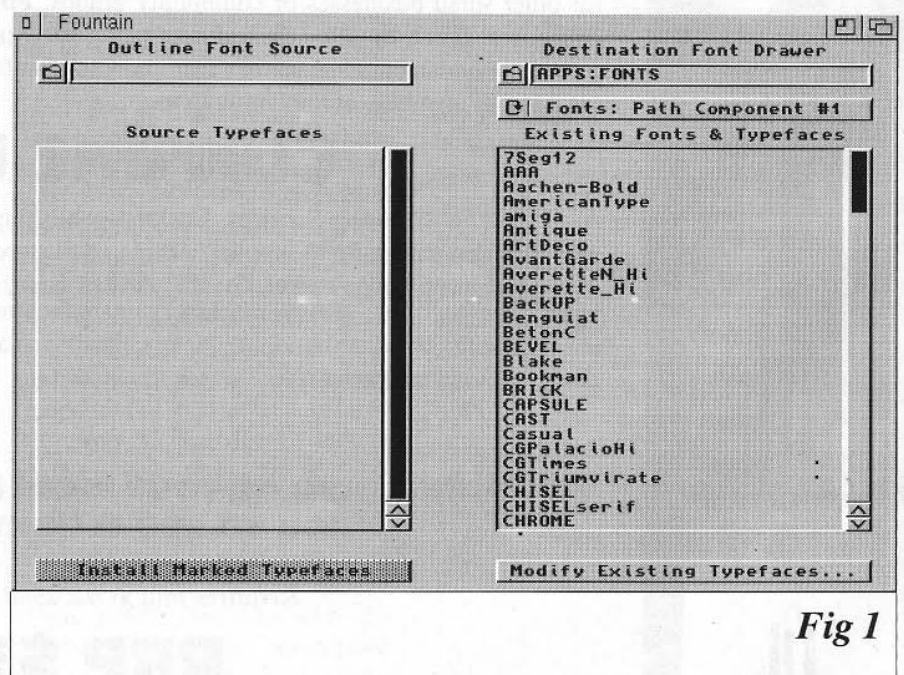 Fountain
Outline Font Source
Destination Font Drawer
APPS:FONTS
Fonts: Path Component #1
Source Typefaces
Existing Fonts & Typefaces
7Seg12
AAA
Aachen-Bold
AmericanType
amiga
Antique
ArtDeco
AvantGarde
AveretteN_Hi
Averette_Hi
BackUP
Benguiat
BetonC
BEVEL
Blake
Bookman
BRICK
CAPSULE
CAST
Casual
CGPalacioHi
CGTimes
CGTriumvirate
CHISEL
CHISELserif
CHROME
Install Marked Typefaces
Modify Existing Typefaces...
Fig 1